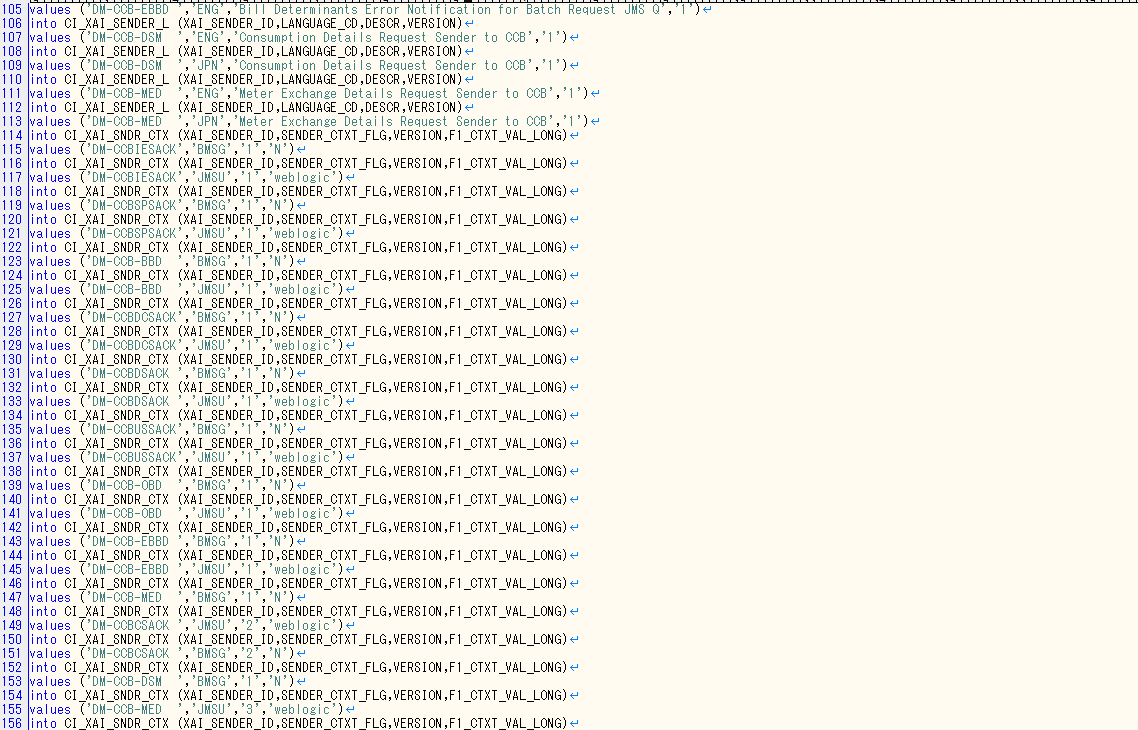 105 values ('DM-CCB-EBBD ','ENG','Bill Determinants Error Notification for Batch Request JMS Q','1')↵
106 into CI_XAI_SENDER_L (XAI_SENDER_ID,LANGUAGE_CD,DESCR,VERSION)↵
107 values ('DM-CCB-DSM  ','ENG','Consumption Details Request Sender to CCB','1')↵
108 into CI_XAI_SENDER_L (XAI_SENDER_ID,LANGUAGE_CD,DESCR,VERSION)↵
109 values ('DM-CCB-DSM  ','JPN','Consumption Details Request Sender to CCB','1')↵
110 into CI_XAI_SENDER_L (XAI_SENDER_ID,LANGUAGE_CD,DESCR,VERSION)↵
111 values ('DM-CCB-MED  ','ENG','Meter Exchange Details Request Sender to CCB','1')↵
112 into CI_XAI_SENDER_L (XAI_SENDER_ID,LANGUAGE_CD,DESCR,VERSION)↵
113 values ('DM-CCB-MED  ','JPN','Meter Exchange Details Request Sender to CCB','1')↵
114 into CI_XAI_SNDR_CTX (XAI_SENDER_ID,SENDER_CTXT_FLG,VERSION,F1_CTXT_VAL_LONG)↵
115 values ('DM-CCBIESACK','BMSG','1','N')↵
116 into CI_XAI_SNDR_CTX (XAI_SENDER_ID,SENDER_CTXT_FLG,VERSION,F1_CTXT_VAL_LONG)↵
117 values ('DM-CCBIESACK','JMSU','1','weblogic')↵
118 into CI_XAI_SNDR_CTX (XAI_SENDER_ID,SENDER_CTXT_FLG,VERSION,F1_CTXT_VAL_LONG)↵
119 values ('DM-CCBSPSACK','BMSG','1','N')↵
120 into CI_XAI_SNDR_CTX (XAI_SENDER_ID,SENDER_CTXT_FLG,VERSION,F1_CTXT_VAL_LONG)↵
121 values ('DM-CCBSPSACK','JMSU','1','weblogic')↵
122 into CI_XAI_SNDR_CTX (XAI_SENDER_ID,SENDER_CTXT_FLG,VERSION,F1_CTXT_VAL_LONG)↵
123 values ('DM-CCB-BBD  ','BMSG','1','N')↵
124 into CI_XAI_SNDR_CTX (XAI_SENDER_ID,SENDER_CTXT_FLG,VERSION,F1_CTXT_VAL_LONG)↵
125 values ('DM-CCB-BBD  ','JMSU','1','weblogic')↵
126 into CI_XAI_SNDR_CTX (XAI_SENDER_ID,SENDER_CTXT_FLG,VERSION,F1_CTXT_VAL_LONG)↵
127 values ('DM-CCBDCSACK','BMSG','1','N')↵
128 into CI_XAI_SNDR_CTX (XAI_SENDER_ID,SENDER_CTXT_FLG,VERSION,F1_CTXT_VAL_LONG)↵
129 values ('DM-CCBDCSACK','JMSU','1','weblogic')↵
130 into CI_XAI_SNDR_CTX (XAI_SENDER_ID,SENDER_CTXT_FLG,VERSION,F1_CTXT_VAL_LONG)↵
131 values ('DM-CCBDSACK ','BMSG','1','N')↵
132 into CI_XAI_SNDR_CTX (XAI_SENDER_ID,SENDER_CTXT_FLG,VERSION,F1_CTXT_VAL_LONG)↵
133 values ('DM-CCBDSACK ','JMSU','1','weblogic')↵
134 into CI_XAI_SNDR_CTX (XAI_SENDER_ID,SENDER_CTXT_FLG,VERSION,F1_CTXT_VAL_LONG)↵
135 values ('DM-CCBUSSACK','BMSG','1','N')↵
136 into CI_XAI_SNDR_CTX (XAI_SENDER_ID,SENDER_CTXT_FLG,VERSION,F1_CTXT_VAL_LONG)↵
137 values ('DM-CCBUSSACK','JMSU','1','weblogic')↵
138 into CI_XAI_SNDR_CTX (XAI_SENDER_ID,SENDER_CTXT_FLG,VERSION,F1_CTXT_VAL_LONG)↵
139 values ('DM-CCB-OBD  ','BMSG','1','N')↵
140 into CI_XAI_SNDR_CTX (XAI_SENDER_ID,SENDER_CTXT_FLG,VERSION,F1_CTXT_VAL_LONG)↵
141 values ('DM-CCB-OBD  ','JMSU','1','weblogic')↵
142 into CI_XAI_SNDR_CTX (XAI_SENDER_ID,SENDER_CTXT_FLG,VERSION,F1_CTXT_VAL_LONG)↵
143 values ('DM-CCB-EBBD ','BMSG','1','N')↵
144 into CI_XAI_SNDR_CTX (XAI_SENDER_ID,SENDER_CTXT_FLG,VERSION,F1_CTXT_VAL_LONG)↵
145 values ('DM-CCB-EBBD ','JMSU','1','weblogic')↵
146 into CI_XAI_SNDR_CTX (XAI_SENDER_ID,SENDER_CTXT_FLG,VERSION,F1_CTXT_VAL_LONG)↵
147 values ('DM-CCB-MED  ','BMSG','1','N')↵
148 into CI_XAI_SNDR_CTX (XAI_SENDER_ID,SENDER_CTXT_FLG,VERSION,F1_CTXT_VAL_LONG)↵
149 values ('DM-CCBCSACK ','JMSU','2','weblogic')↵
150 into CI_XAI_SNDR_CTX (XAI_SENDER_ID,SENDER_CTXT_FLG,VERSION,F1_CTXT_VAL_LONG)↵
151 values ('DM-CCBCSACK ','BMSG','2','N')↵
152 into CI_XAI_SNDR_CTX (XAI_SENDER_ID,SENDER_CTXT_FLG,VERSION,F1_CTXT_VAL_LONG)↵
153 values ('DM-CCB-DSM  ','BMSG','1','N')↵
154 into CI_XAI_SNDR_CTX (XAI_SENDER_ID,SENDER_CTXT_FLG,VERSION,F1_CTXT_VAL_LONG)↵
155 values ('DM-CCB-MED  ','JMSU','3','weblogic')↵
156 into CI_XAI_SNDR_CTX (XAI_SENDER_ID,SENDER_CTXT_FLG,VERSION,F1_CTXT_VAL_LONG)↵